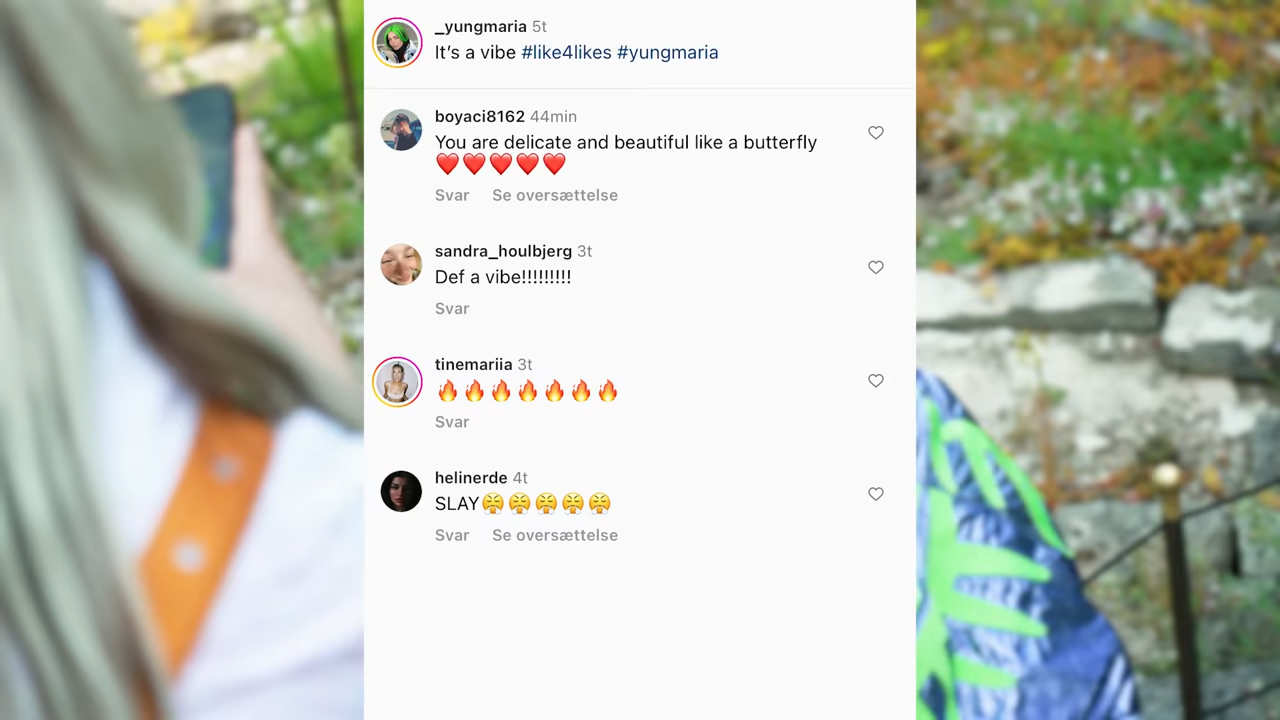 _yungmaria 5t
It's a vibe #like4likes #yungmaria
boyaci8162 44min
You are delicate and beautiful like a butterfly
❤️❤️❤️❤️❤️
Svar Se oversættelse
sandra_houlbjerg 3t
Def a vibe!!!!!!!!!
Svar
tinemariia 3t
🔥🔥🔥🔥🔥🔥🔥
Svar
helinerde 4t
SLAY😤😤😤😤😤
Svar Se oversættelse